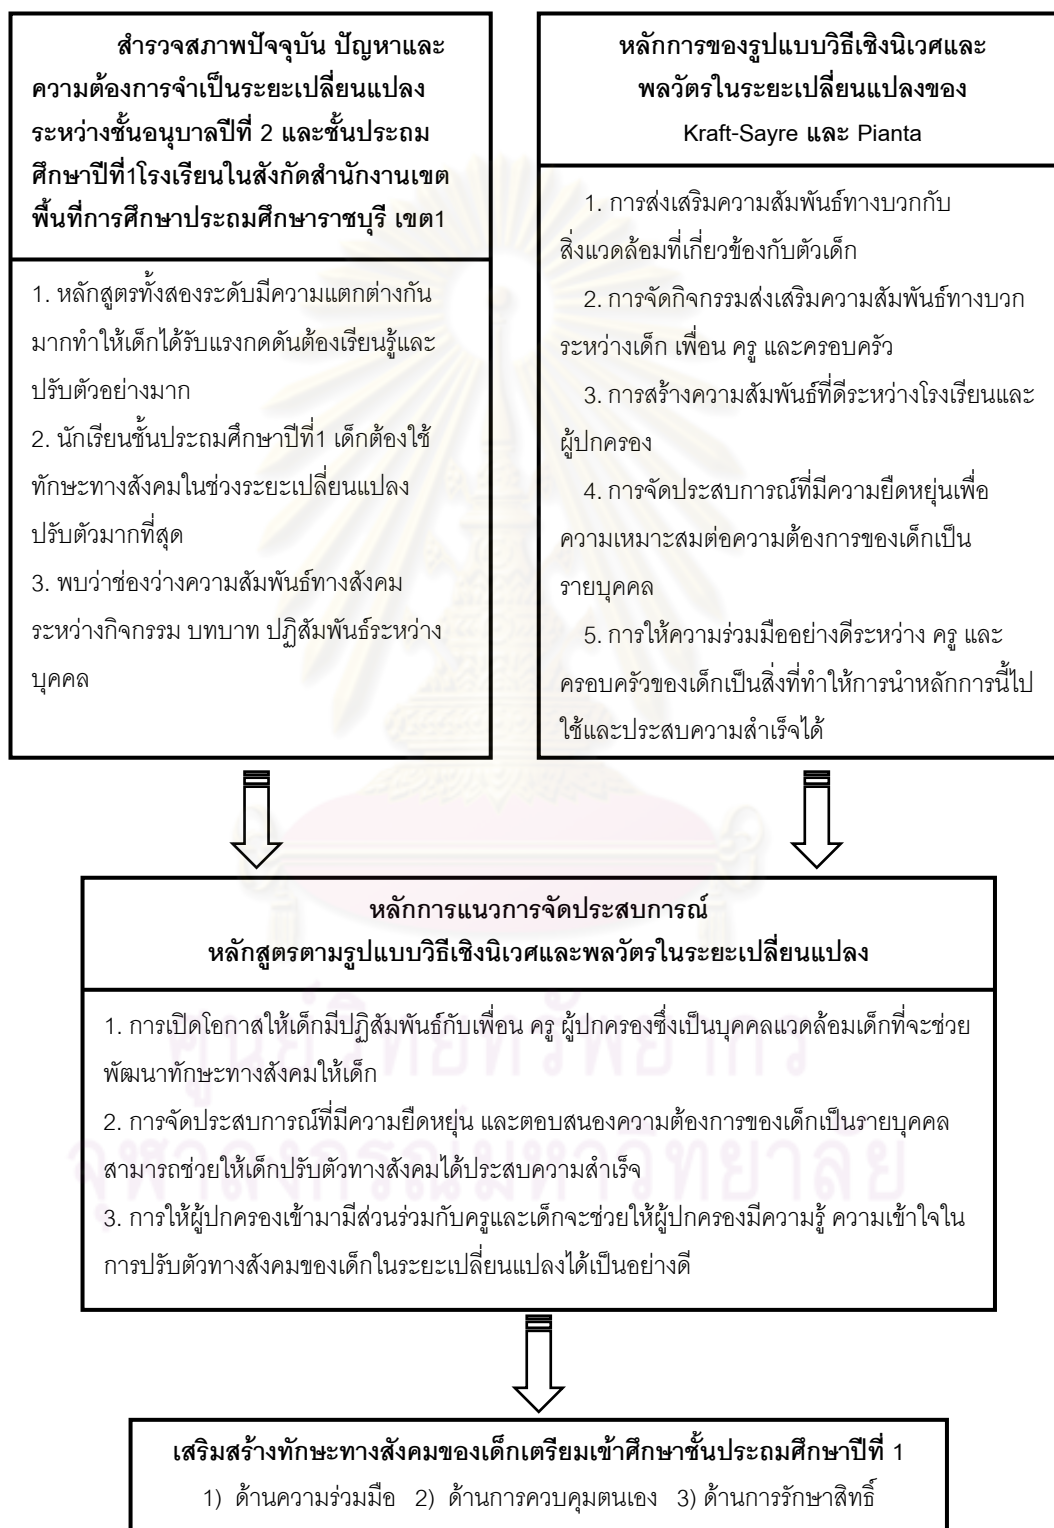 สำรวจสภาพปัจจุบัน ปัญหาและ
ความต้องการจำเป็นระยะเปลี่ยนแปลง
ระหว่างชั้นอนุบาลปีที่ 2 และชั้นประถม
ศึกษาปีที่1โรงเรียนในสังกัดสำนักงานเขต
พื้นที่การศึกษาประถมศึกษาราชบุรี เขต1
1. หลักสูตรทั้งสองระดับมีความแตกต่างกัน
มากทำให้เด็กได้รับแรงกดดันต้องเรียนรู้และ
ปรับตัวอย่างมาก
2. นักเรียนชั้นประถมศึกษาปีที่1 เด็กต้องใช้
ทักษะทางสังคมในช่วงระยะเปลี่ยนแปลง
ปรับตัวมากที่สุด
3. พบว่าช่องว่างความสัมพันธ์ทางสังคม
ระหว่างกิจกรรม บทบาท ปฏิสัมพันธ์ระหว่าง
บุคคล
หลักการของรูปแบบวิธีเชิงนิเวศและ
พลวัตรในระยะเปลี่ยนแปลงของ
Kraft-Sayre และ Pianta
1. การส่งเสริมความสัมพันธ์ทางบวกกับ
สิ่งแวดล้อมที่เกี่ยวข้องกับตัวเด็ก
2. การจัดกิจกรรมส่งเสริมความสัมพันธ์ทางบวก
ระหว่างเด็ก เพื่อน ครู และครอบครัว
3. การสร้างความสัมพันธ์ที่ดีระหว่างโรงเรียนและ
ผู้ปกครอง
4. การจัดประสบการณ์ที่มีความยืดหยุ่นเพื่อ
ความเหมาะสมต่อความต้องการของเด็กเป็น
รายบุคคล
5. การให้ความร่วมมืออย่างดีระหว่าง ครู และ
ครอบครัวของเด็กเป็นสิ่งที่ทำให้การนำหลักการนี้ไป
ใช้และประสบความสำเร็จได้
หลักการแนวการจัดประสบการณ์
หลักสูตรตามรูปแบบวิธีเชิงนิเวศและพลวัตรในระยะเปลี่ยนแปลง
1. การเปิดโอกาสให้เด็กมีปฏิสัมพันธ์กับเพื่อน ครู ผู้ปกครองซึ่งเป็นบุคคลแวดล้อมเด็กที่จะช่วย
พัฒนาทักษะทางสังคมให้เด็ก
2. การจัดประสบการณ์ที่มีความยืดหยุ่น และตอบสนองความต้องการของเด็กเป็นรายบุคคล
สามารถช่วยให้เด็กปรับตัวทางสังคมได้ประสบความสำเร็จ
3. การให้ผู้ปกครองเข้ามามีส่วนร่วมกับครูและเด็กจะช่วยให้ผู้ปกครองมีความรู้ ความเข้าใจใน
การปรับตัวทางสังคมของเด็กในระยะเปลี่ยนแปลงได้เป็นอย่างดี
ศูนย์วิทยทรัพยากร
จุฬาลงกรณ์มหาวิทยาลัย
เสริมสร้างทักษะทางสังคมของเด็กเตรียมเข้าศึกษาชั้นประถมศึกษาปีที่ 1
1) ด้านความร่วมมือ 2) ด้านการควบคุมตนเอง 3) ด้านการรักษาสิทธิ์